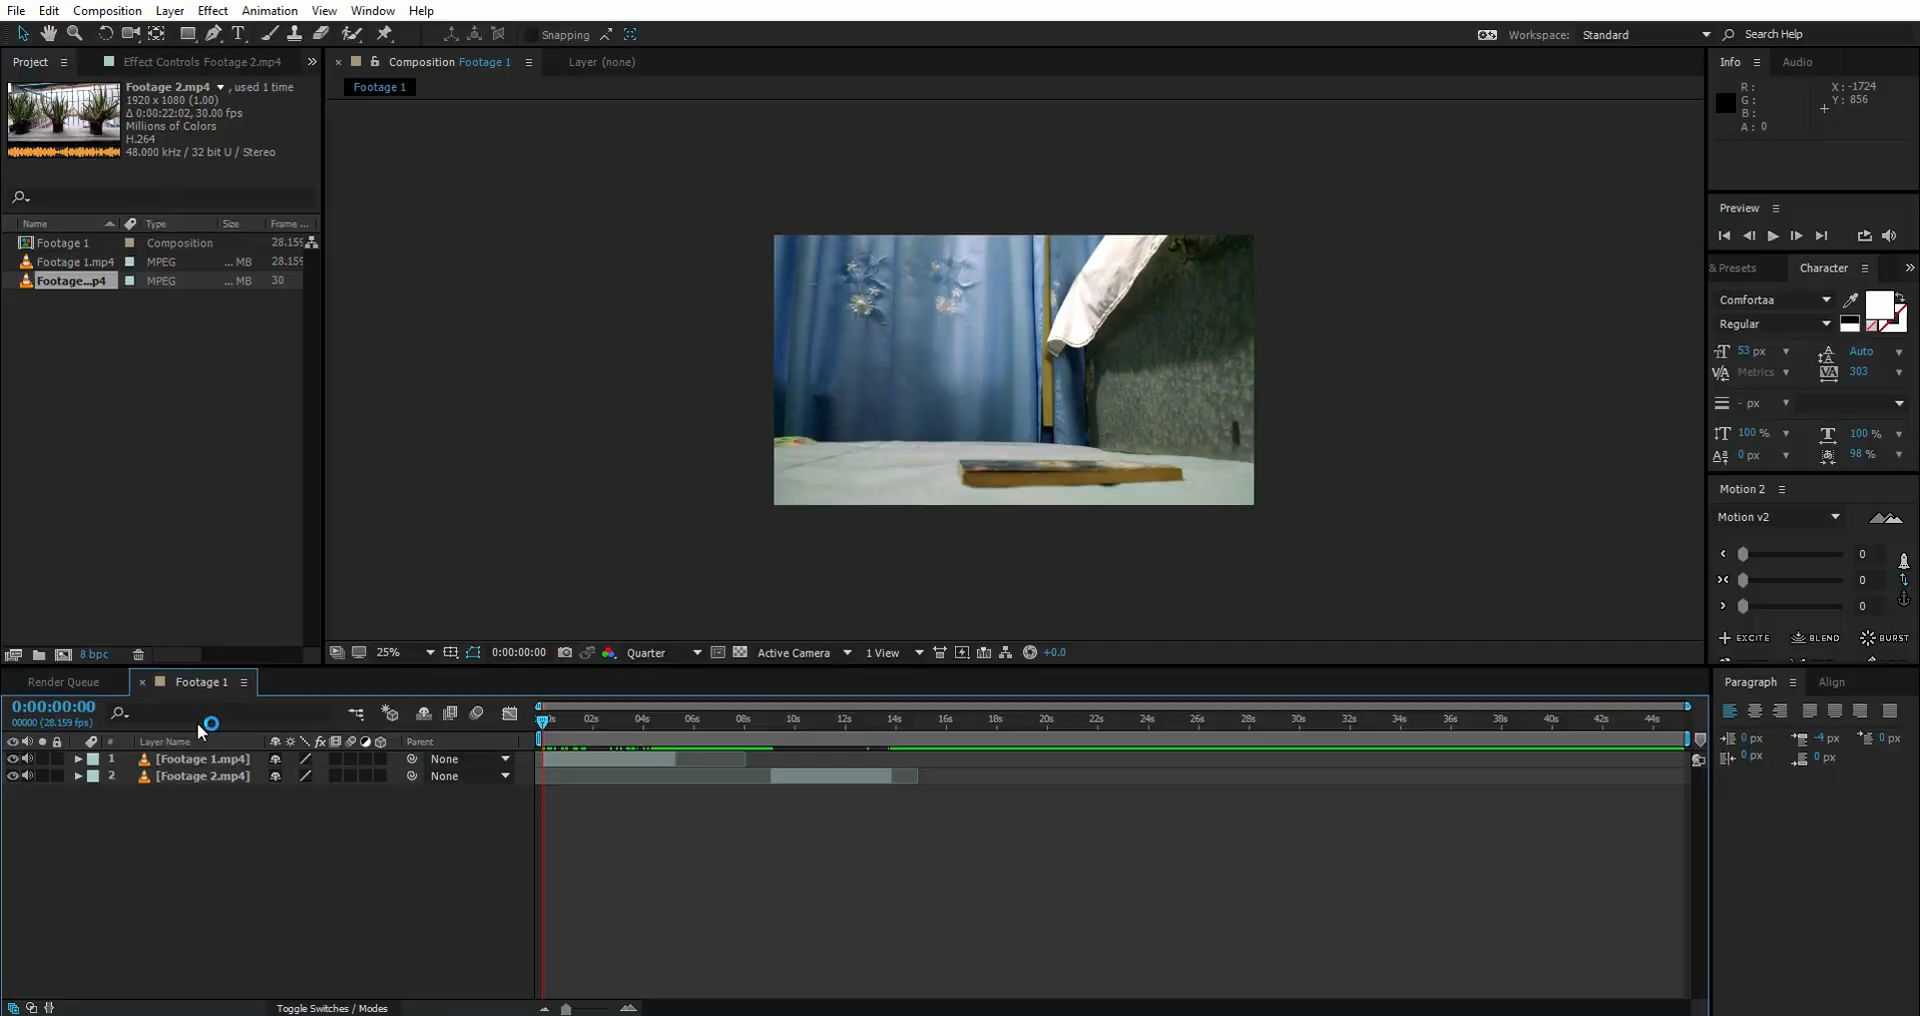 File Edit Composition Layer Effect Animation View Window Help
Snapping Workspace: Standard Search Help
Project Effect Controls Footage 2.mp4
Composition Footage 1 Layer (none)
Footage 1
Footage 2.mp4 , used 1 time
1920 x 1080 (1.00)
Δ 0:00:22:02, 30.00 fps
Millions of Colors
H.264
48.000 kHz / 32 bit U / Stereo
Name Type Size Frame ...
Footage 1 Composition 28.159
Footage 1.mp4 MPEG ... MB 28.159
Footage...p4 MPEG ... MB 30
8 bpc
25% 0:00:00:00 Quarter Active Camera 1 View +0.0
Info Audio
R: X: -1724
G: Y: 856
B:
A: 0
Preview
& Presets Character
Comfortaa
Regular
53 px Auto
Metrics 303
- px
100 % 100 %
0 px 98 %
Motion 2
Motion v2
0
0
0
EXCITE BLEND BURST
Render Queue Footage 1
0:00:00:00
00000 (28.159 fps)
02s 04s 06s 08s 10s 12s 14s 16s 18s 20s 22s 24s 26s 28s 30s 32s 34s 36s 38s 40s 42s 44s
# Layer Name Parent
1 [Footage 1.mp4] None
2 [Footage 2.mp4] None
Toggle Switches / Modes
Paragraph Align
0 px -4 px 0 px
0 px 0 px